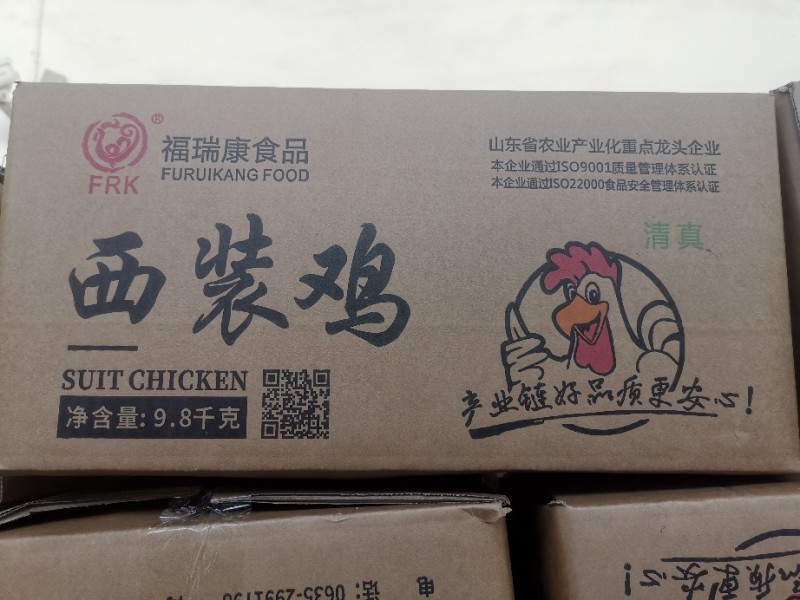 福瑞康食品
FURUIKANG FOOD
FRK
山东省农业产业化重点龙头企业
本企业通过ISO9001质量管理体系认证
本企业通过ISO22000食品安全管理体系认证
清真
西装鸡
SUIT CHICKEN
净含量: 9.8千克
产业链好品质更安心!
电话: 0635-2991